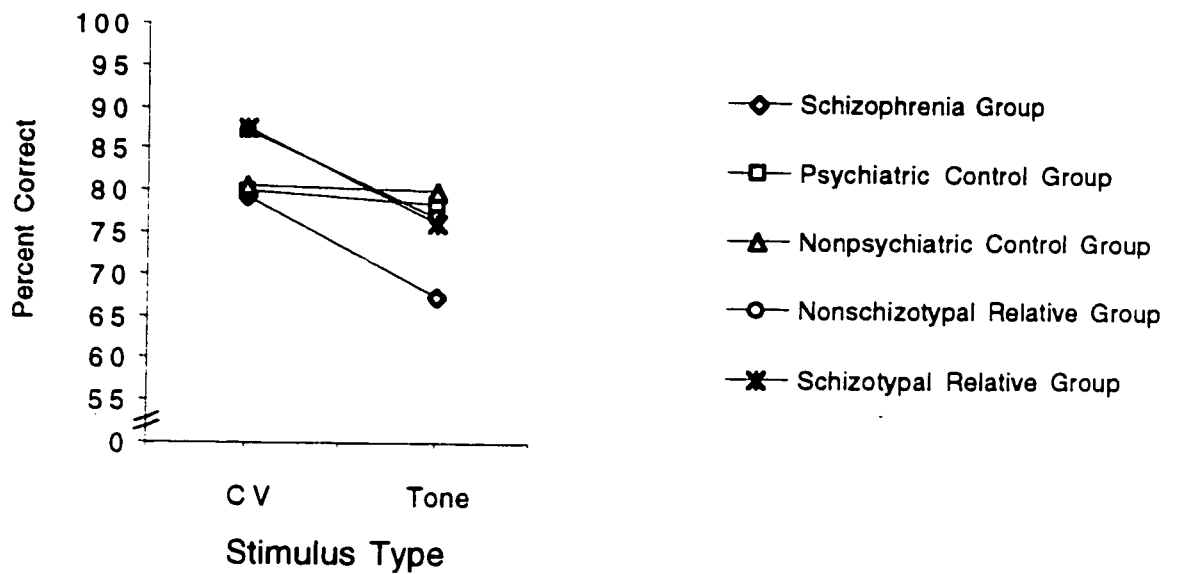 100
95
90
85
80
75
70
65
60
55
0
Percent Correct
CV
Tone
Stimulus Type
Schizophrenia Group
Psychiatric Control Group
Nonpsychiatric Control Group
Nonschizotypal Relative Group
Schizotypal Relative Group